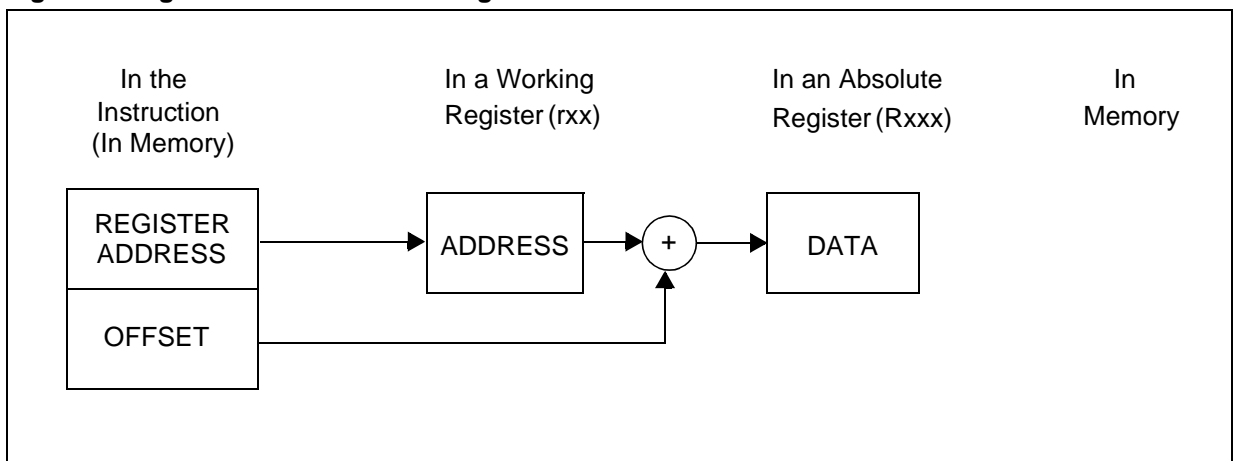 In the
Instruction
(In Memory)
In a Working
Register (rxx)
In an Absolute
Register (Rxxx)
In
Memory
REGISTER
ADDRESS
ADDRESS
+
DATA
OFFSET